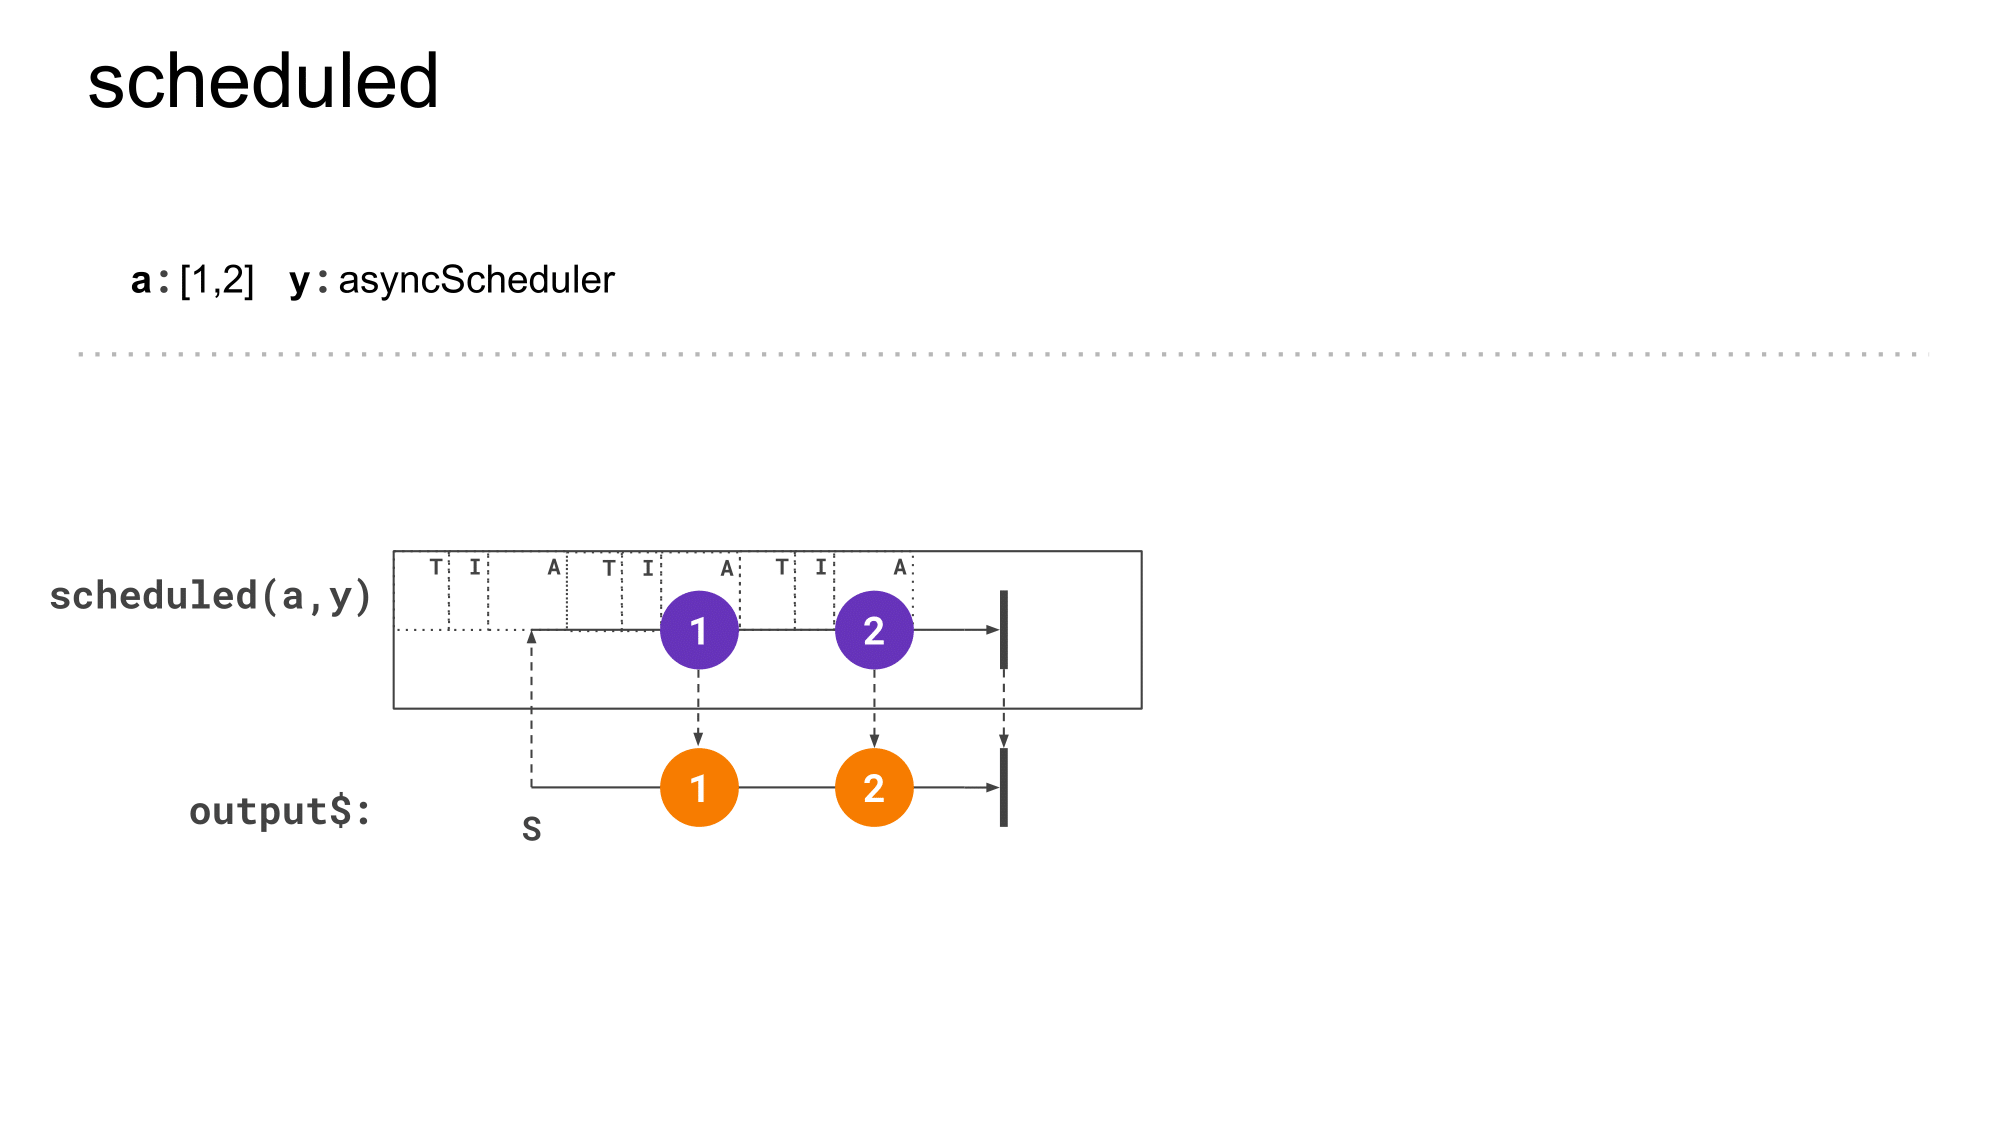 scheduled
a:[1,2] y:asyncScheduler
T I A T I A T I A
scheduled(a,y)
1 2
1 2
output$:
S